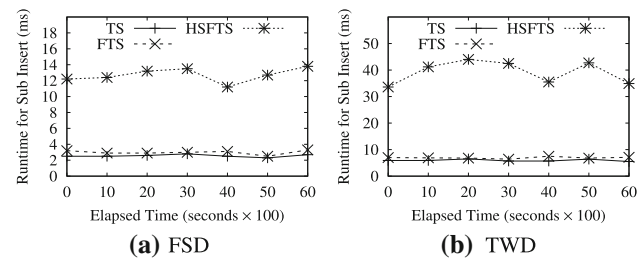 TS HSFTS
FTS
Runtime for Sub Insert (ms)
18
16
14
12
10
8
6
4
2
0
0 10 20 30 40 50 60
Elapsed Time (seconds × 100)
(a) FSD
TS HSFTS
FTS
Runtime for Sub Insert (ms)
50
40
30
20
10
0
0 10 20 30 40 50 60
Elapsed Time (seconds × 100)
(b) TWD